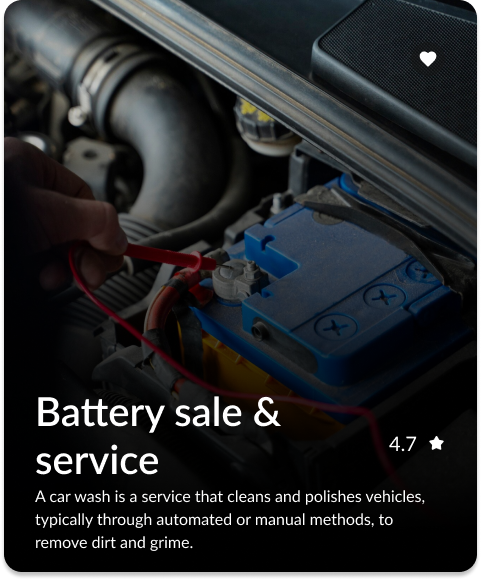 Battery sale &
service
4.7
A car wash is a service that cleans and polishes vehicles,
typically through automated or manual methods, to
remove dirt and grime.